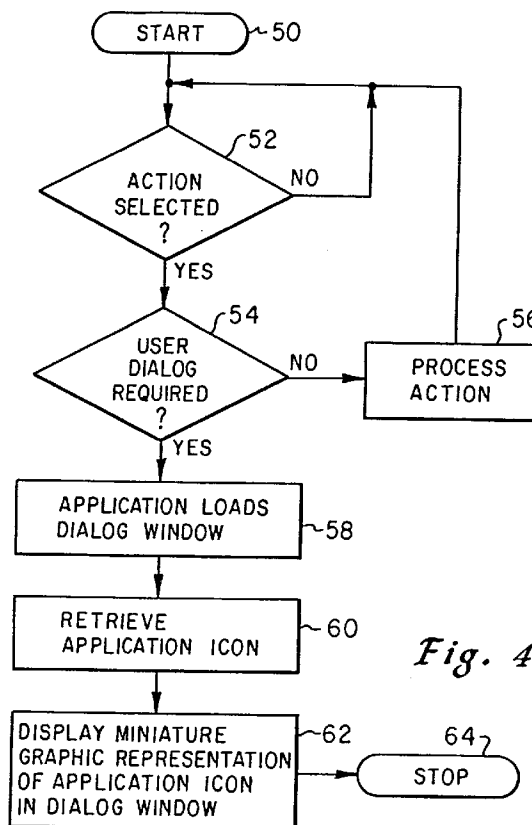 START
50
52
ACTION
SELECTED
?
NO
YES
54
USER
DIALOG
REQUIRED
?
NO
YES
56
PROCESS
ACTION
APPLICATION LOADS
DIALOG WINDOW
58
RETRIEVE
APPLICATION ICON
60
Fig. 4
DISPLAY MINIATURE
GRAPHIC REPRESENTATION
OF APPLICATION ICON
IN DIALOG WINDOW
62
64
STOP